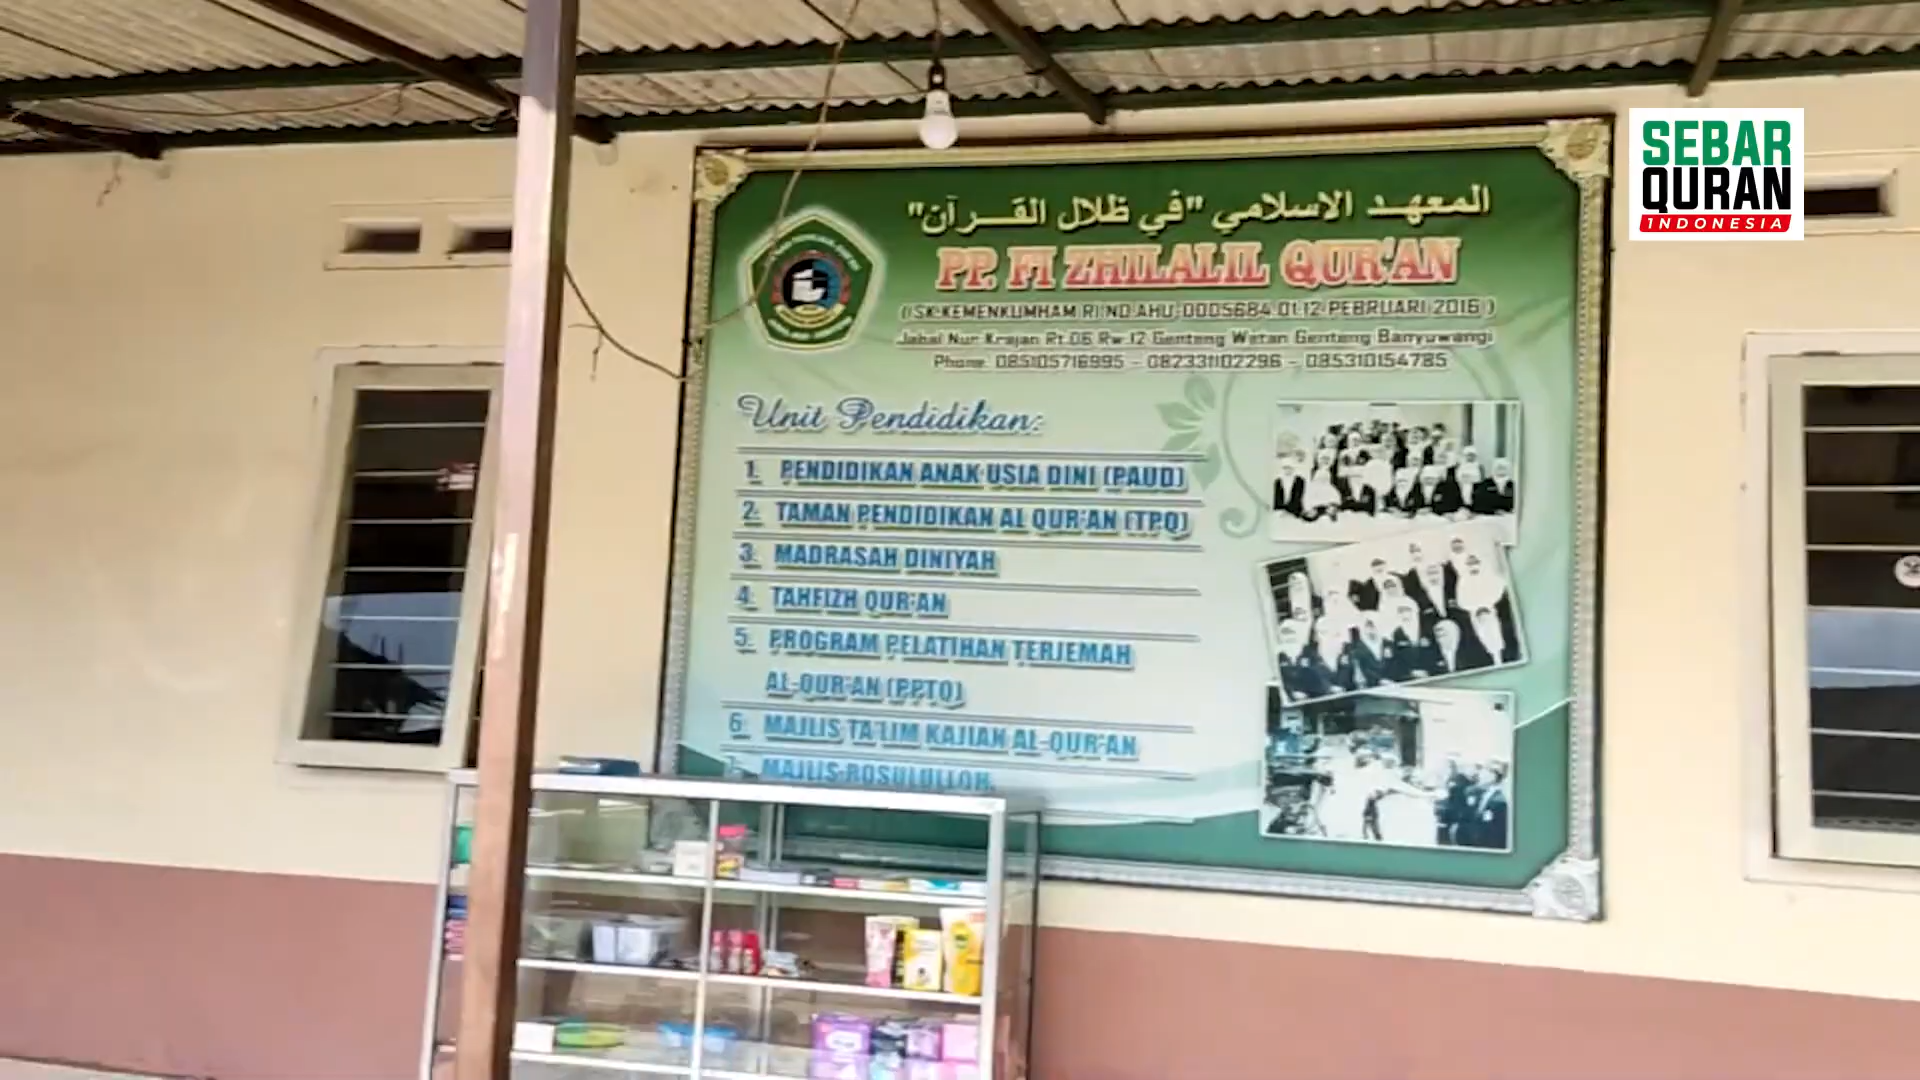 SEBAR
QURAN
INDONESIA
المعهد الاسلامي "في ظلال القرآن"
PP. FI ZHILALIL QUR'AN
( SK-KEMENKUMHAM RI NO AHU-0005684.01.12 PEBRUARI 2016 )
Jabal Nur Krajan Rt.06 Rw.12 Genteng Wetan Genteng Banyuwangi
Phone: 085105716995 - 082331102296 - 085310154785
Unit Pendidikan:
1. PENDIDIKAN ANAK USIA DINI (PAUD)
2. TAMAN PENDIDIKAN AL QUR'AN (TPQ)
3. MADRASAH DINIYAH
4. TAHFIZH QUR'AN
5. PROGRAM PELATIHAN TERJEMAH
AL-QUR'AN (PPTQ)
6. MAJLIS TA'LIM KAJIAN AL-QUR'AN
7. MAJLIS ROSULULLOH.